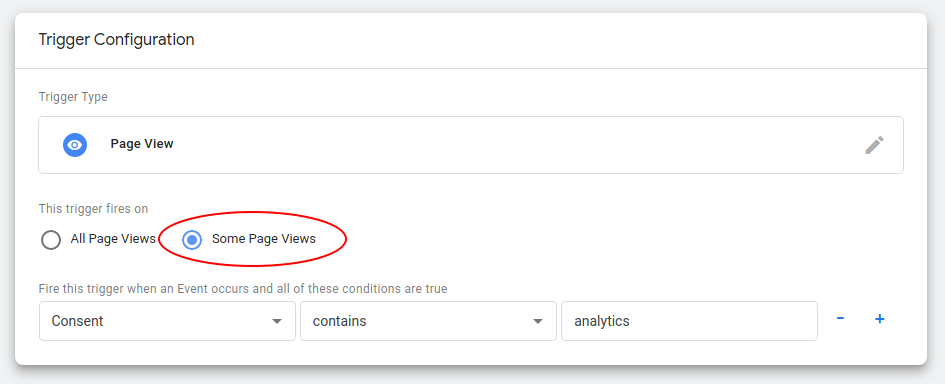 Trigger Configuration
Trigger Type
Page View
This trigger fires on
All Page Views Some Page Views
Fire this trigger when an Event occurs and all of these conditions are true
Consent contains analytics - +